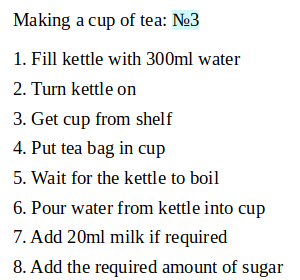 Making a cup of tea: №3
1. Fill kettle with 300ml water
2. Turn kettle on
3. Get cup from shelf
4. Put tea bag in cup
5. Wait for the kettle to boil
6. Pour water from kettle into cup
7. Add 20ml milk if required
8. Add the required amount of sugar